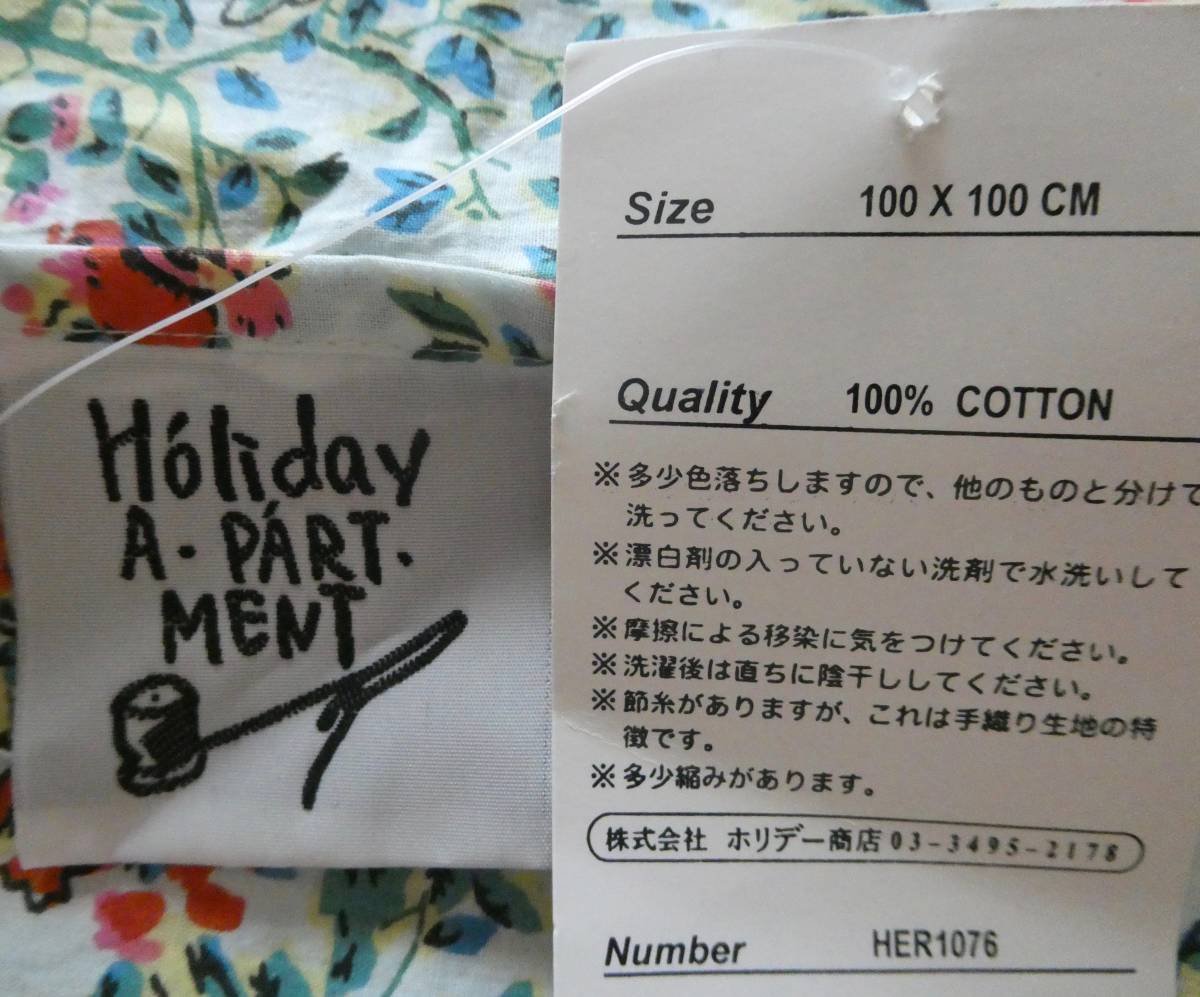 Hóliday
A・PÁRT・
MENT
Size 100 X 100 CM
Quality 100% COTTON
※多少色落ちしますので、他のものと分けて
洗ってください。
※漂白剤の入っていない洗剤で水洗いして
ください。
※摩擦による移染に気をつけてください。
※洗濯後は直ちに陰干ししてください。
※節糸がありますが、これは手織り生地の特
徴です。
※多少縮みがあります。
株式会社 ホリデー商店 03-3495-2178
Number HER1076